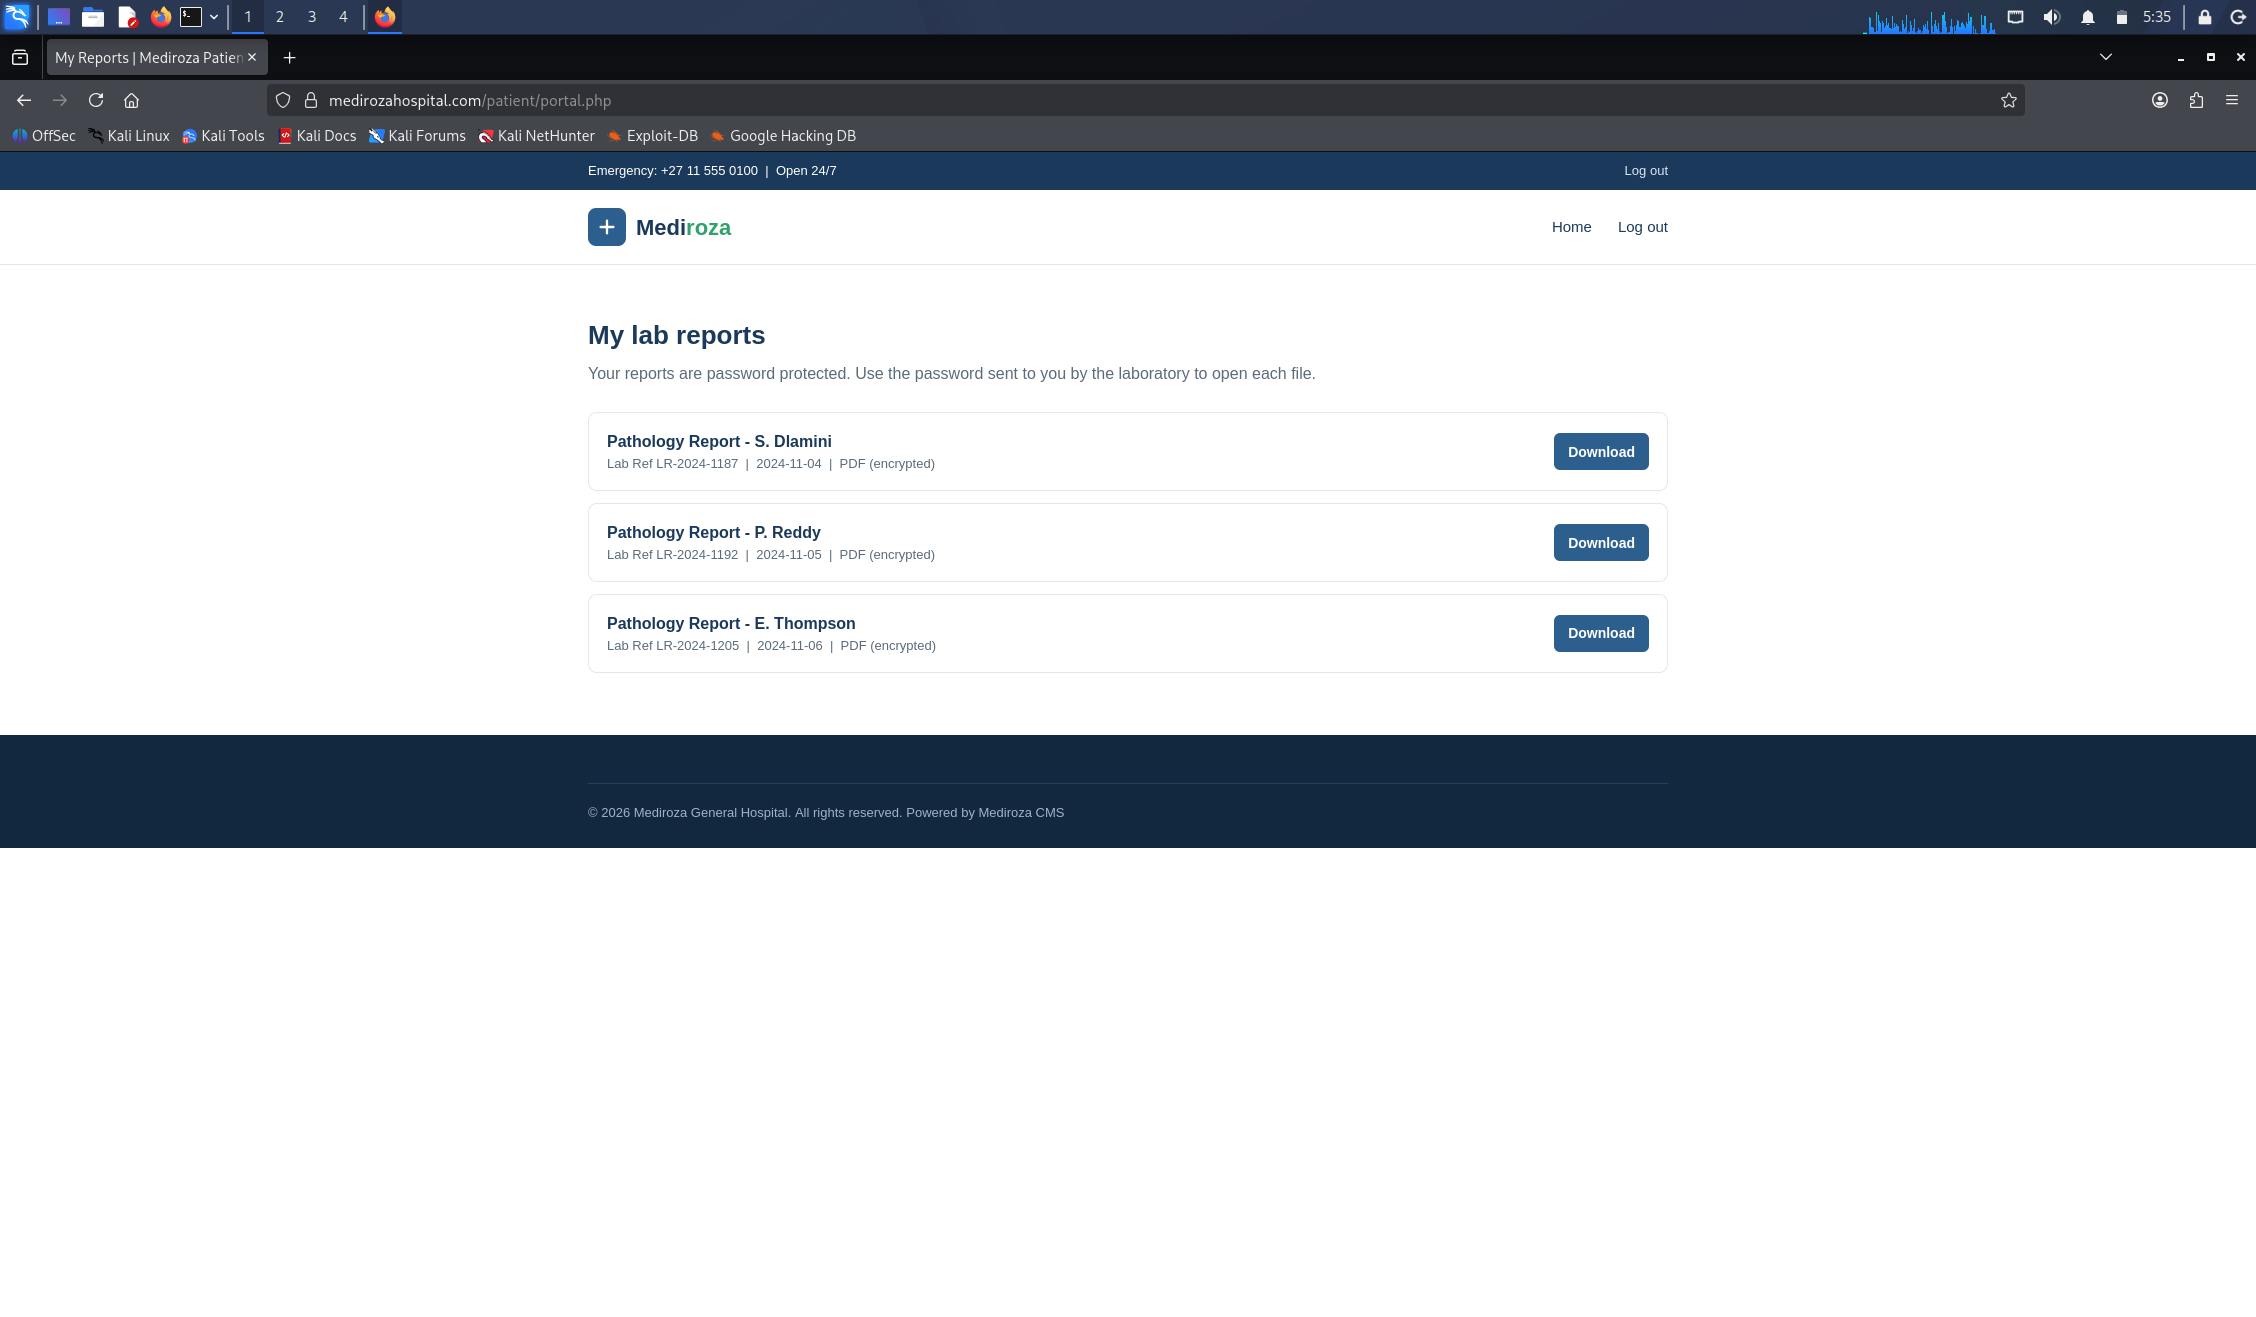 1 2 3 4 5:35
My Reports | Mediroza Patien
medirozahospital.com/patient/portal.php
OffSec Kali Linux Kali Tools Kali Docs Kali Forums Kali NetHunter Exploit-DB Google Hacking DB
Emergency: +27 11 555 0100 | Open 24/7 Log out
Mediroza Home Log out
My lab reports
Your reports are password protected. Use the password sent to you by the laboratory to open each file.
Pathology Report - S. Dlamini
Lab Ref LR-2024-1187 | 2024-11-04 | PDF (encrypted)
Download
Pathology Report - P. Reddy
Lab Ref LR-2024-1192 | 2024-11-05 | PDF (encrypted)
Download
Pathology Report - E. Thompson
Lab Ref LR-2024-1205 | 2024-11-06 | PDF (encrypted)
Download
© 2026 Mediroza General Hospital. All rights reserved. Powered by Mediroza CMS